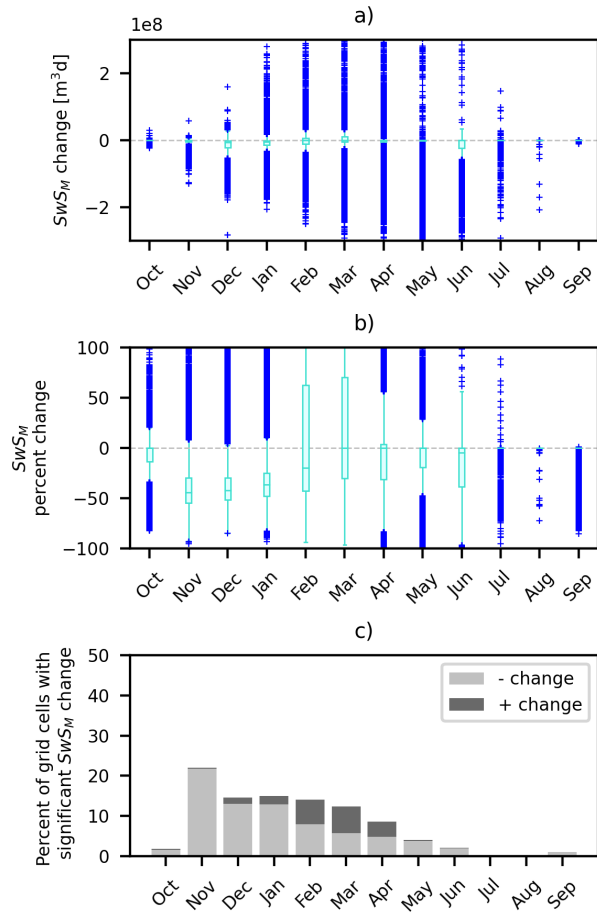 a)
1e8
SwS_M change [m³d]
2
0
−2
Oct Nov Dec Jan Feb Mar Apr May Jun Jul Aug Sep
b)
SwS_M
percent change
100
50
0
−50
−100
Oct Nov Dec Jan Feb Mar Apr May Jun Jul Aug Sep
c)
Percent of grid cells with
significant SwS_M change
50
40
30
20
10
0
- change
+ change
Oct Nov Dec Jan Feb Mar Apr May Jun Jul Aug Sep